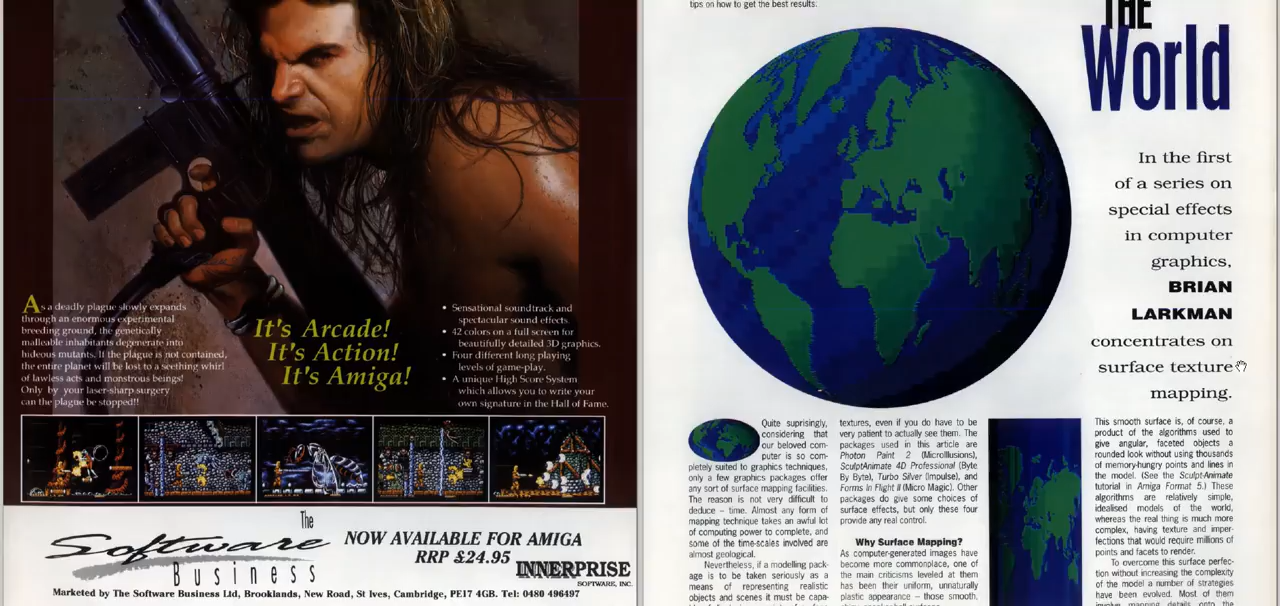 As a deadly plague slowly expands
through an enormous experimental
breeding ground, the genetically
malleable inhabitants degenerate into
hideous mutants. If the plague is not contained,
the entire planet will be lost to a seething whirl
of lawless acts and monstrous beings!
Only by your laser-sharp surgery
can the plague be stopped!!
It's Arcade!
It's Action!
It's Amiga!
• Sensational soundtrack and
spectacular sound effects.
• 42 colors on a full screen for
beautifully detailed 3D graphics.
• Four different long playing
levels of game-play.
• A unique High Score System
which allows you to write your
own signature in the Hall of Fame.
The
Software
Business
NOW AVAILABLE FOR AMIGA
RRP £24.95
INNERPRISE
SOFTWARE, INC.
Marketed by The Software Business Ltd, Brooklands, New Road, St Ives, Cambridge, PE17 4GB. Tel: 0480 496497
tips on how to get the best results.
THE
World
In the first
of a series on
special effects
in computer
graphics,
BRIAN
LARKMAN
concentrates on
surface texture
mapping.
Quite suprisingly,
considering that
our beloved com-
puter is so com-
pletely suited to graphics techniques,
only a few graphics packages offer
any sort of surface mapping facilities.
The reason is not very difficult to
deduce – time. Almost any form of
mapping technique takes an awful lot
of computing power to complete, and
some of the time-scales involved are
almost geological.
Nevertheless, if a modelling pack-
age is to be taken seriously as a
means of representing realistic
objects and scenes it must be capa-
textures, even if you do have to be
very patient to actually see them. The
packages used in this article are
Photon Paint 2 (MicroIllusions),
SculptAnimate 4D Professional (Byte
By Byte), Turbo Silver (Impulse), and
Forms in Flight II (Micro Magic). Other
packages do give some choices of
surface effects, but only these four
provide any real control.
Why Surface Mapping?
As computer-generated images have
become more commonplace, one of
the main criticisms leveled at them
has been their uniform, unnaturally
plastic appearance – those smooth,
This smooth surface is, of course, a
product of the algorithms used to
give angular, faceted objects a
rounded look without using thousands
of memory-hungry points and lines in
the model. (See the Sculpt-Animate
tutorial in Amiga Format 5.) These
algorithms are relatively simple,
idealised models of the world,
whereas the real thing is much more
complex, having texture and imper-
fections that would require millions of
points and facets to render.
To overcome this surface perfec-
tion without increasing the complexity
of the model a number of strategies
have been evolved. Most of them
involve mapping detail onto the